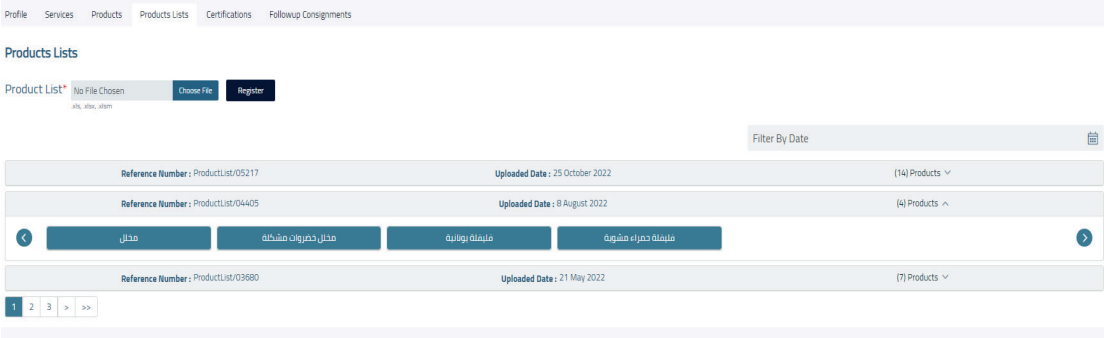 Profile Services Products Products Lists Certifications Followup Consignments
Products Lists
Product List* No File Chosen Choose File Register
.xls, .xlsx, .xlsm
Filter By Date
Reference Number : ProductList/05217 Uploaded Date : 25 October 2022 (14) Products
Reference Number : ProductList/04405 Uploaded Date : 8 August 2022 (4) Products
مخلل مخلل خضروات مشكلة فليفلة يونانية فليفلة حمراء مشوية
Reference Number : ProductList/03680 Uploaded Date : 21 May 2022 (7) Products
1 2 3 > >>